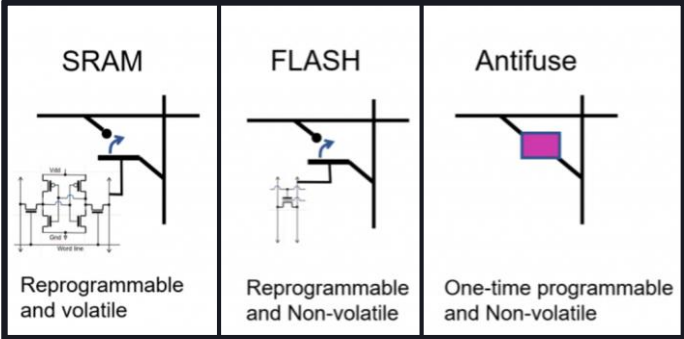 SRAM
FLASH
Antifuse
Vdd
Gnd
Word line
Reprogrammable
and volatile
Reprogrammable
and Non-volatile
One-time programmable
and Non-volatile